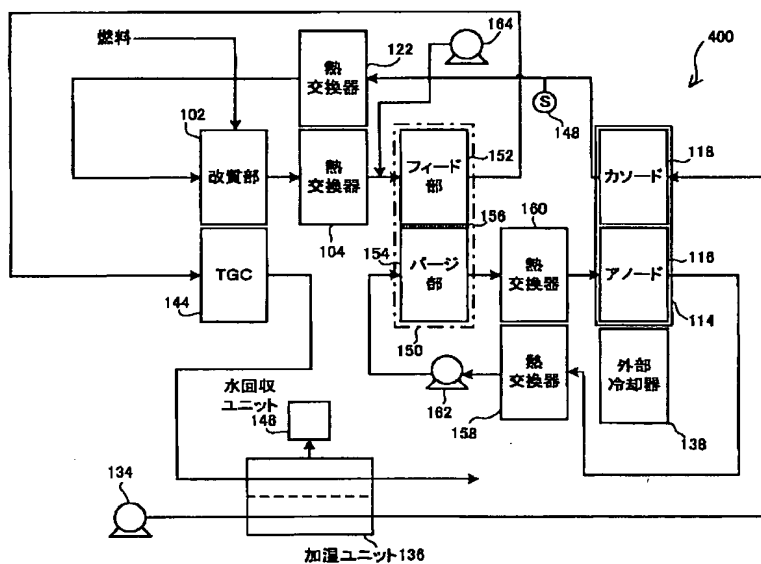 燃料
122
164
400
熱
交換器
102
S
148
改質部
熱
交換器
フィード
部
152
カソード
118
104
156
160
154
116
TGC
パージ
部
熱
交換器
アノード
144
150
114
水回収
ユニット
146
162
熱
交換器
外部
冷却器
158
138
134
加湿ユニット136